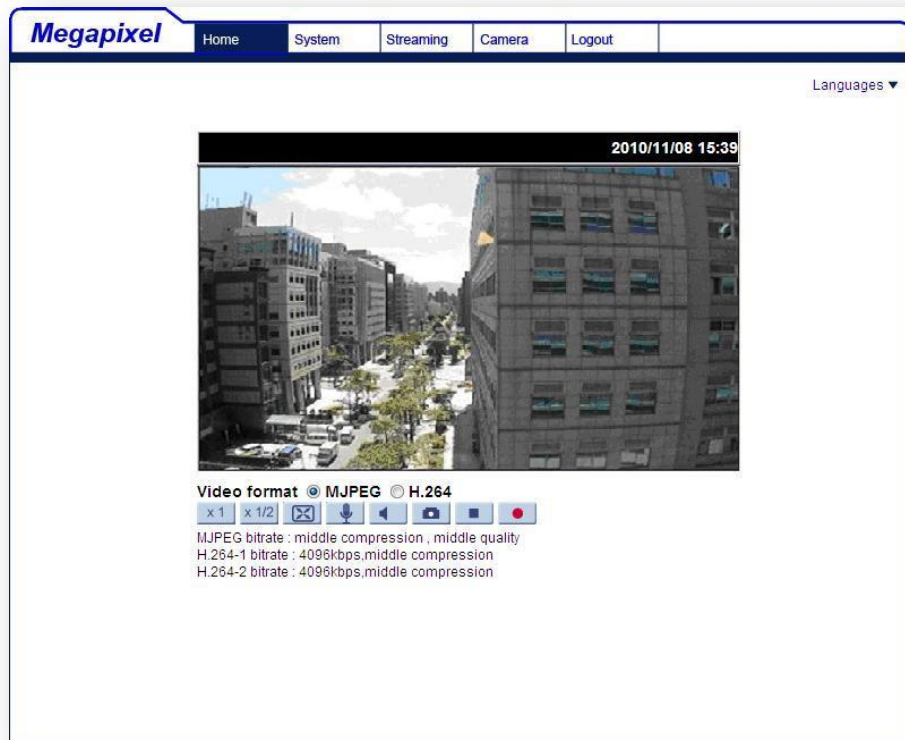 Megapixel
Home System Streaming Camera Logout
Languages
2010/11/08 15:39
Video format MJPEG H.264
x 1 x 1/2
MJPEG bitrate : middle compression , middle quality
H.264-1 bitrate : 4096kbps,middle compression
H.264-2 bitrate : 4096kbps,middle compression